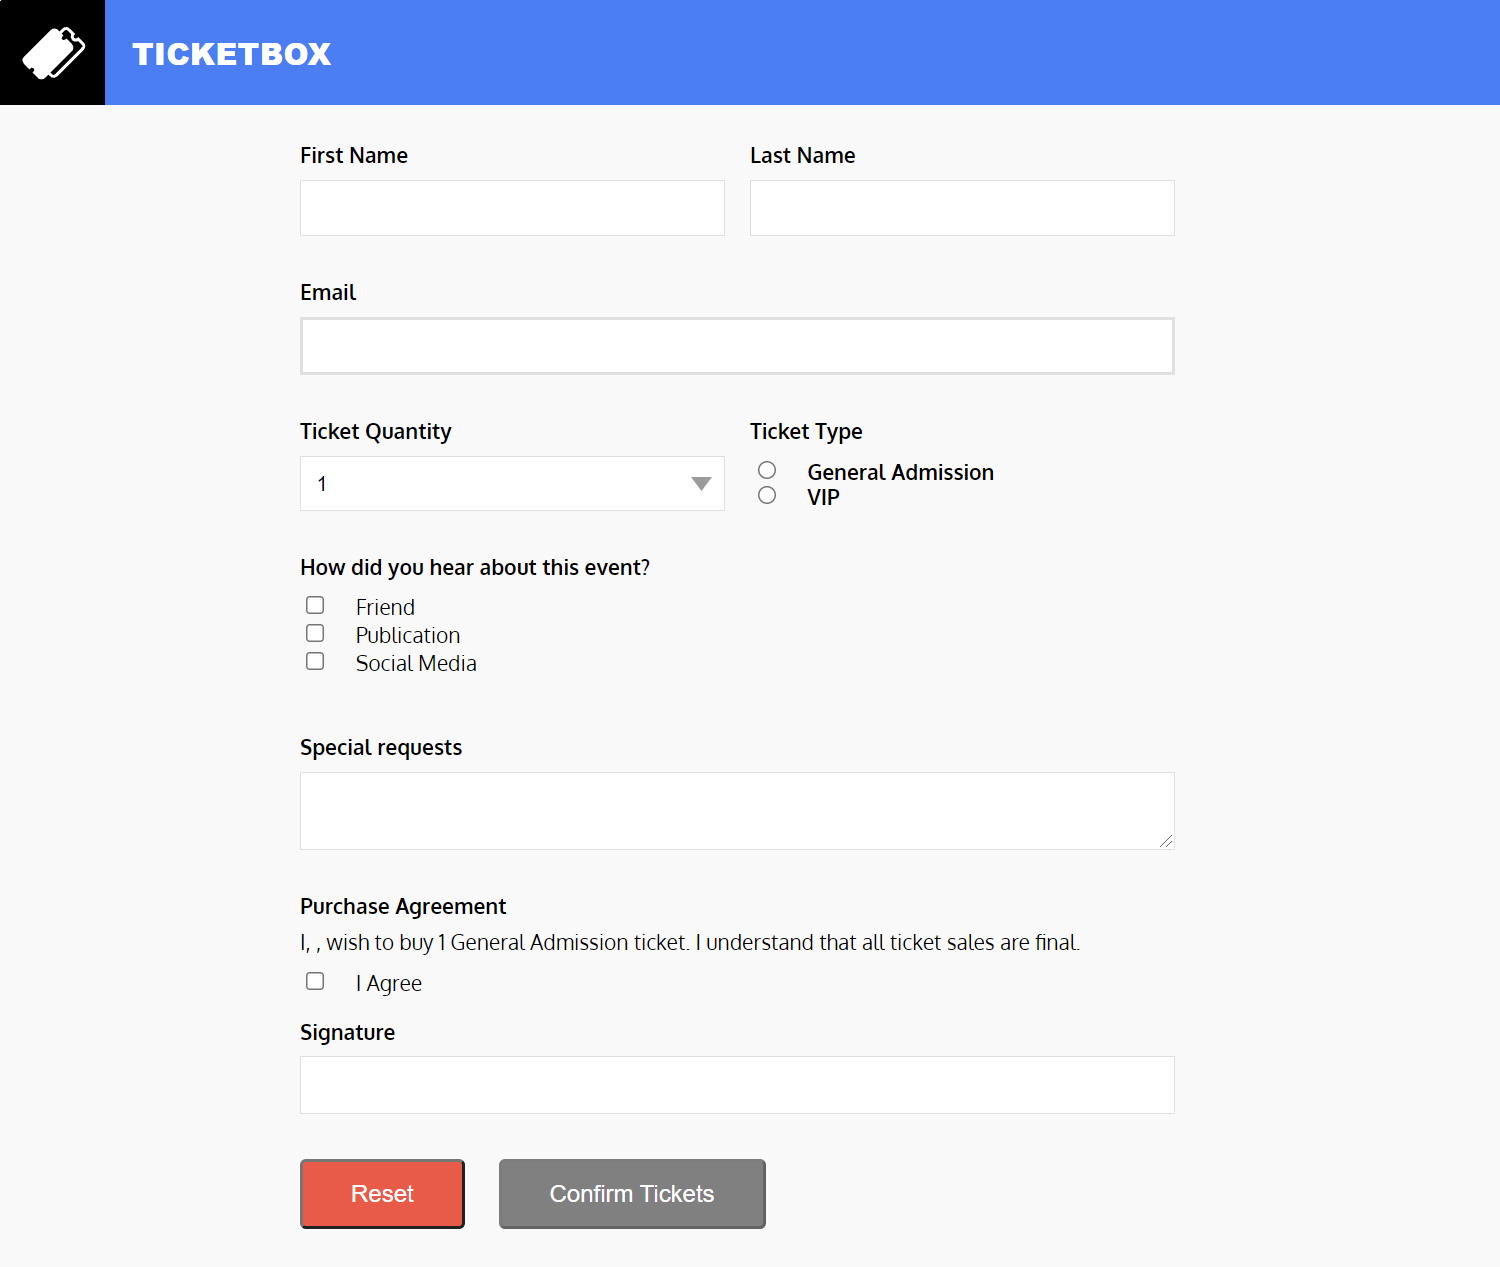 TICKETBOX
First Name
Last Name
Email
Ticket Quantity
Ticket Type
1
General Admission
VIP
How did you hear about this event?
Friend
Publication
Social Media
Special requests
Purchase Agreement
I, , wish to buy 1 General Admission ticket. I understand that all ticket sales are final.
I Agree
Signature
Reset
Confirm Tickets